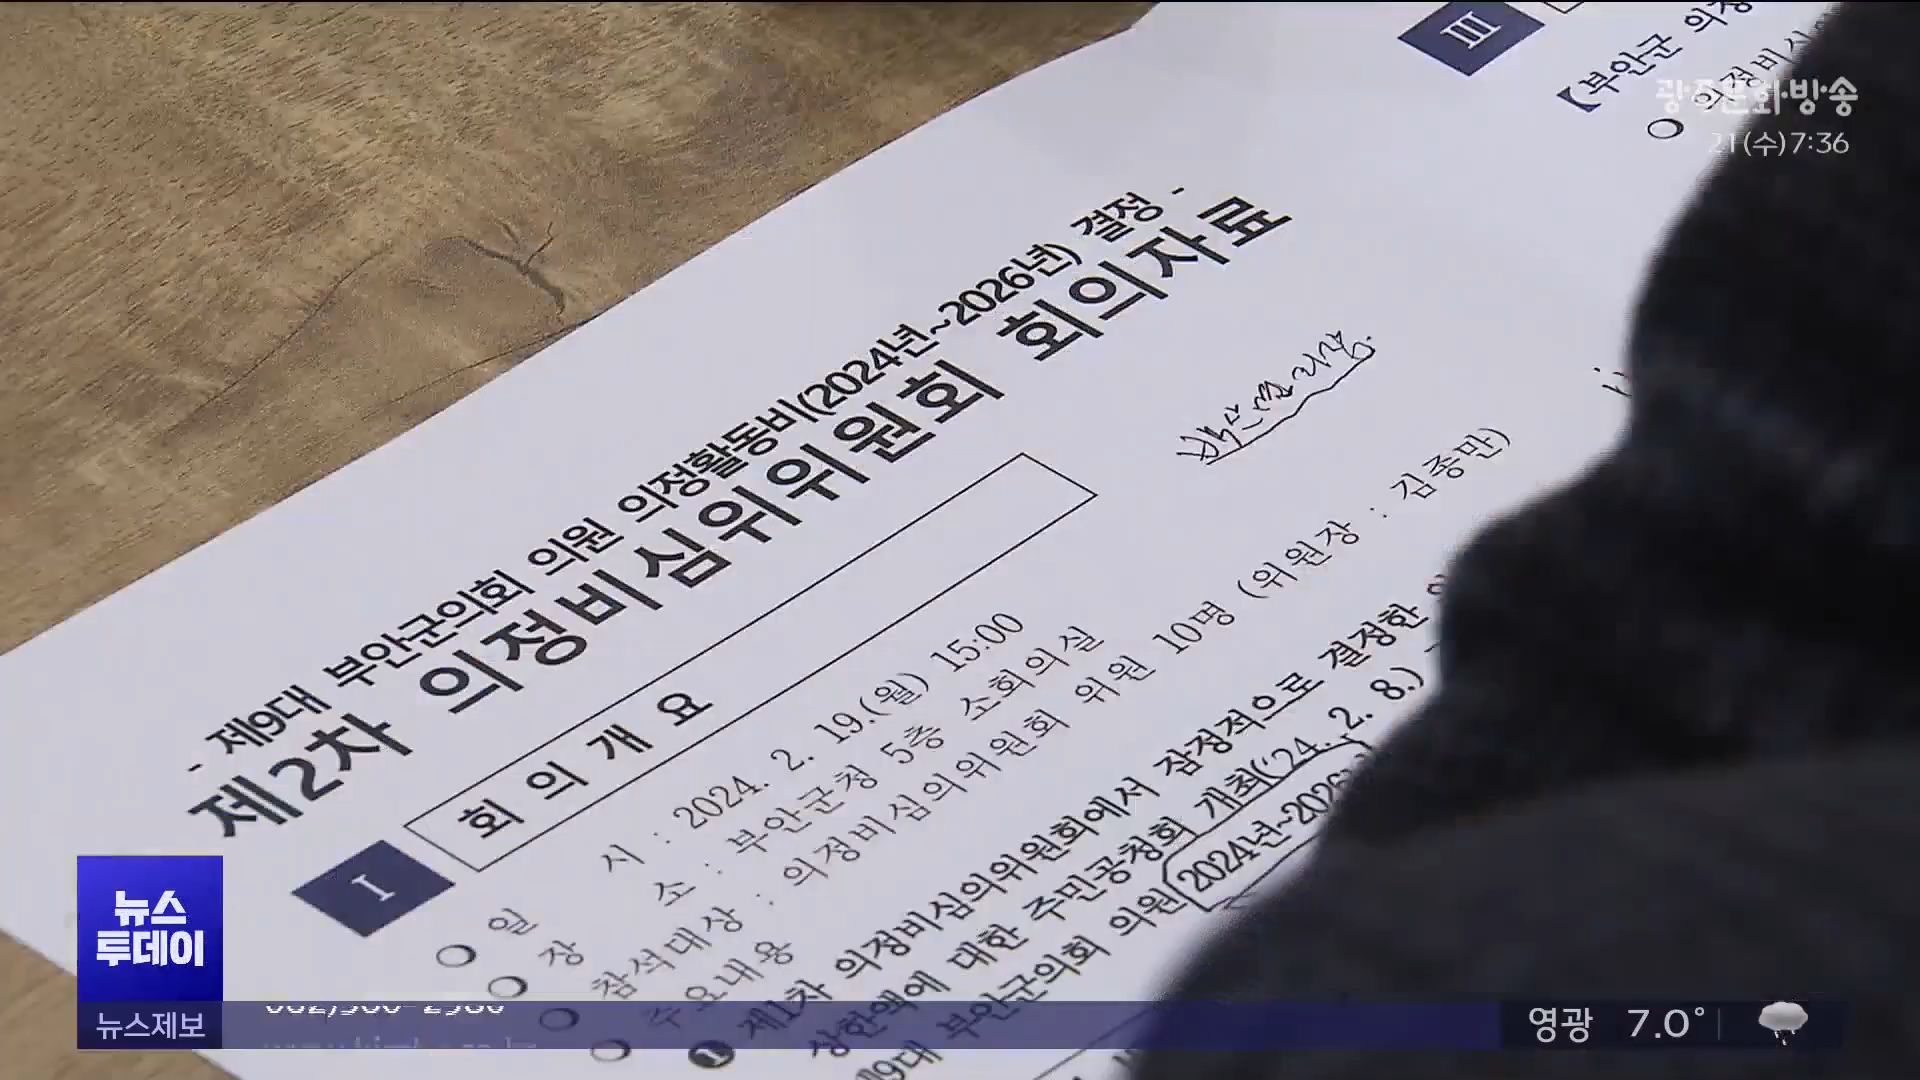 Ⅲ
【부안군 의정
의정비심
광주문화방송
21(수)7:36
- 제9대 부안군의회 의원 의정활동비(2024년~2026년) 결정 -
제2차 의정비심위위원회 회의자료
Ⅰ 회 의 개 요
○ 일 시 : 2024. 2. 19.(월) 15:00
○ 장 소 : 부안군청 5층 소회의실
○ 참석대상 : 의정비심의위원회 위원 10명 (위원장 : 김종만)
○ 주요내용
❶ 제1차 의정비심의위원회에서 잠정적으로 결정한
상한액에 대한 주민공청회 개최('24. 2. 8.)
제9대 부안군의회 의원 2024년~2026
뉴스
투데이
뉴스제보
영광 7.0°